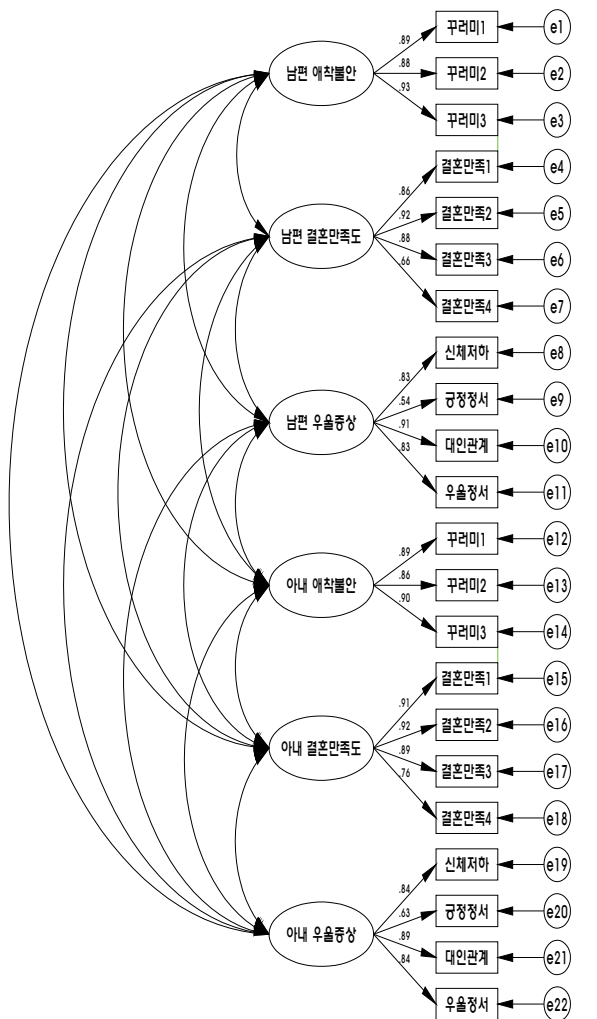 꾸러미1 e1
.89
남편 애착불안 .88 꾸러미2 e2
.93
꾸러미3 e3
결혼만족1 e4
.86
.92 결혼만족2 e5
남편 결혼만족도
.88
결혼만족3 e6
.66
결혼만족4 e7
신체저하 e8
.83
.54 긍정정서 e9
남편 우울증상
.91
대인관계 e10
.83
우울정서 e11
꾸러미1 e12
.89
아내 애착불안 .86 꾸러미2 e13
.90
꾸러미3 e14
결혼만족1 e15
.91
.92 결혼만족2 e16
아내 결혼만족도
.89
결혼만족3 e17
.76
결혼만족4 e18
신체저하 e19
.84
.63 긍정정서 e20
아내 우울증상
.89
대인관계 e21
.84
우울정서 e22